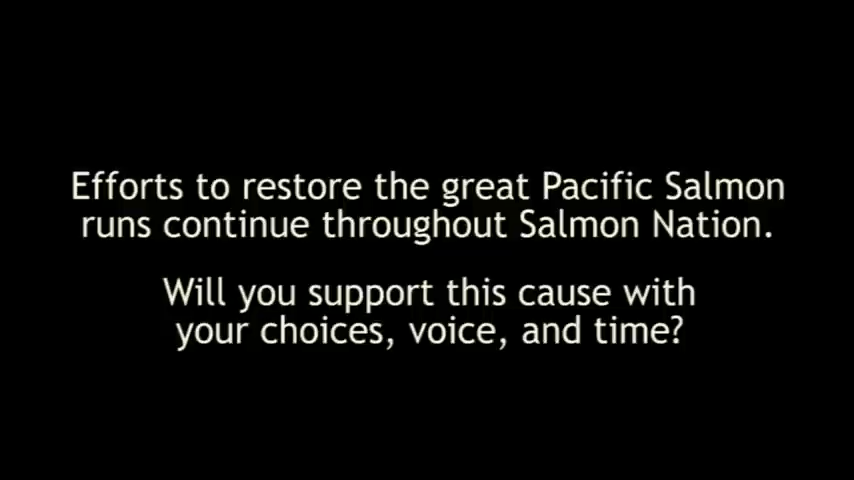 Efforts to restore the great Pacific Salmon
runs continue throughout Salmon Nation.
Will you support this cause with
your choices, voice, and time?